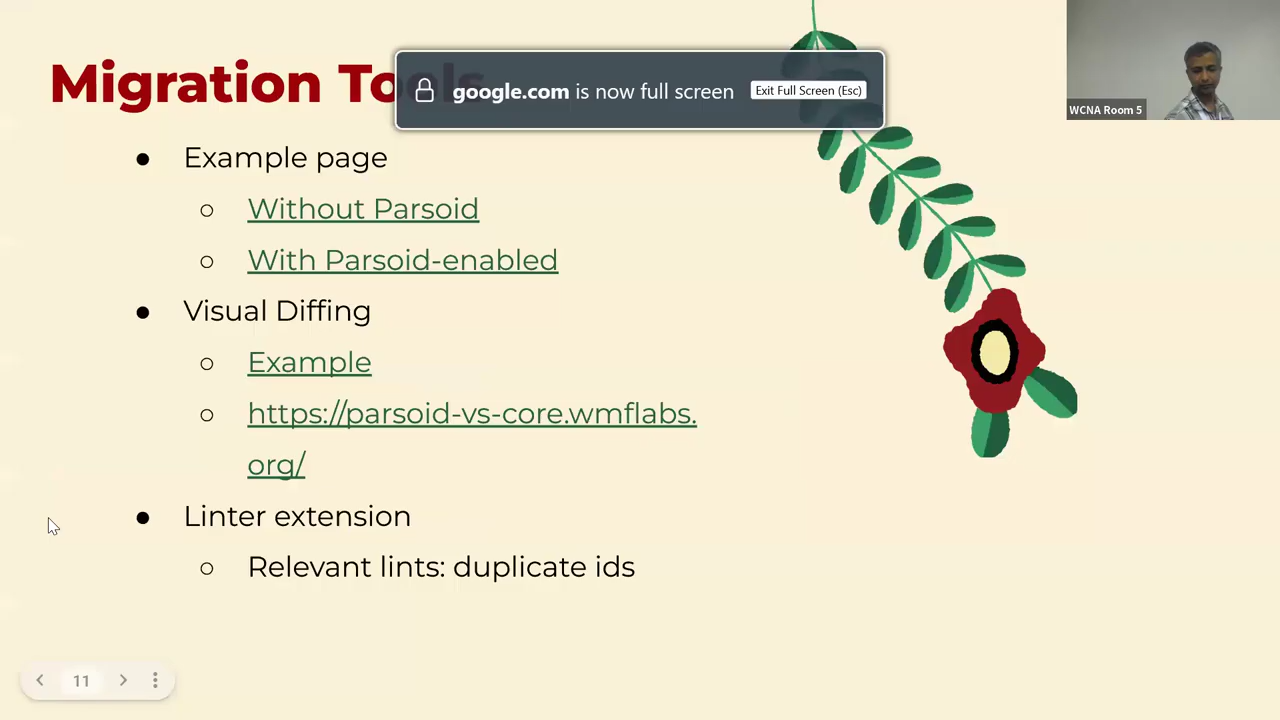 Migration Tools
google.com is now full screen
Exit Full Screen (Esc)
WCNA Room 5
● Example page
○ Without Parsoid
○ With Parsoid-enabled
● Visual Diffing
○ Example
○ https://parsoid-vs-core.wmflabs.
org/
● Linter extension
○ Relevant lints: duplicate ids
11